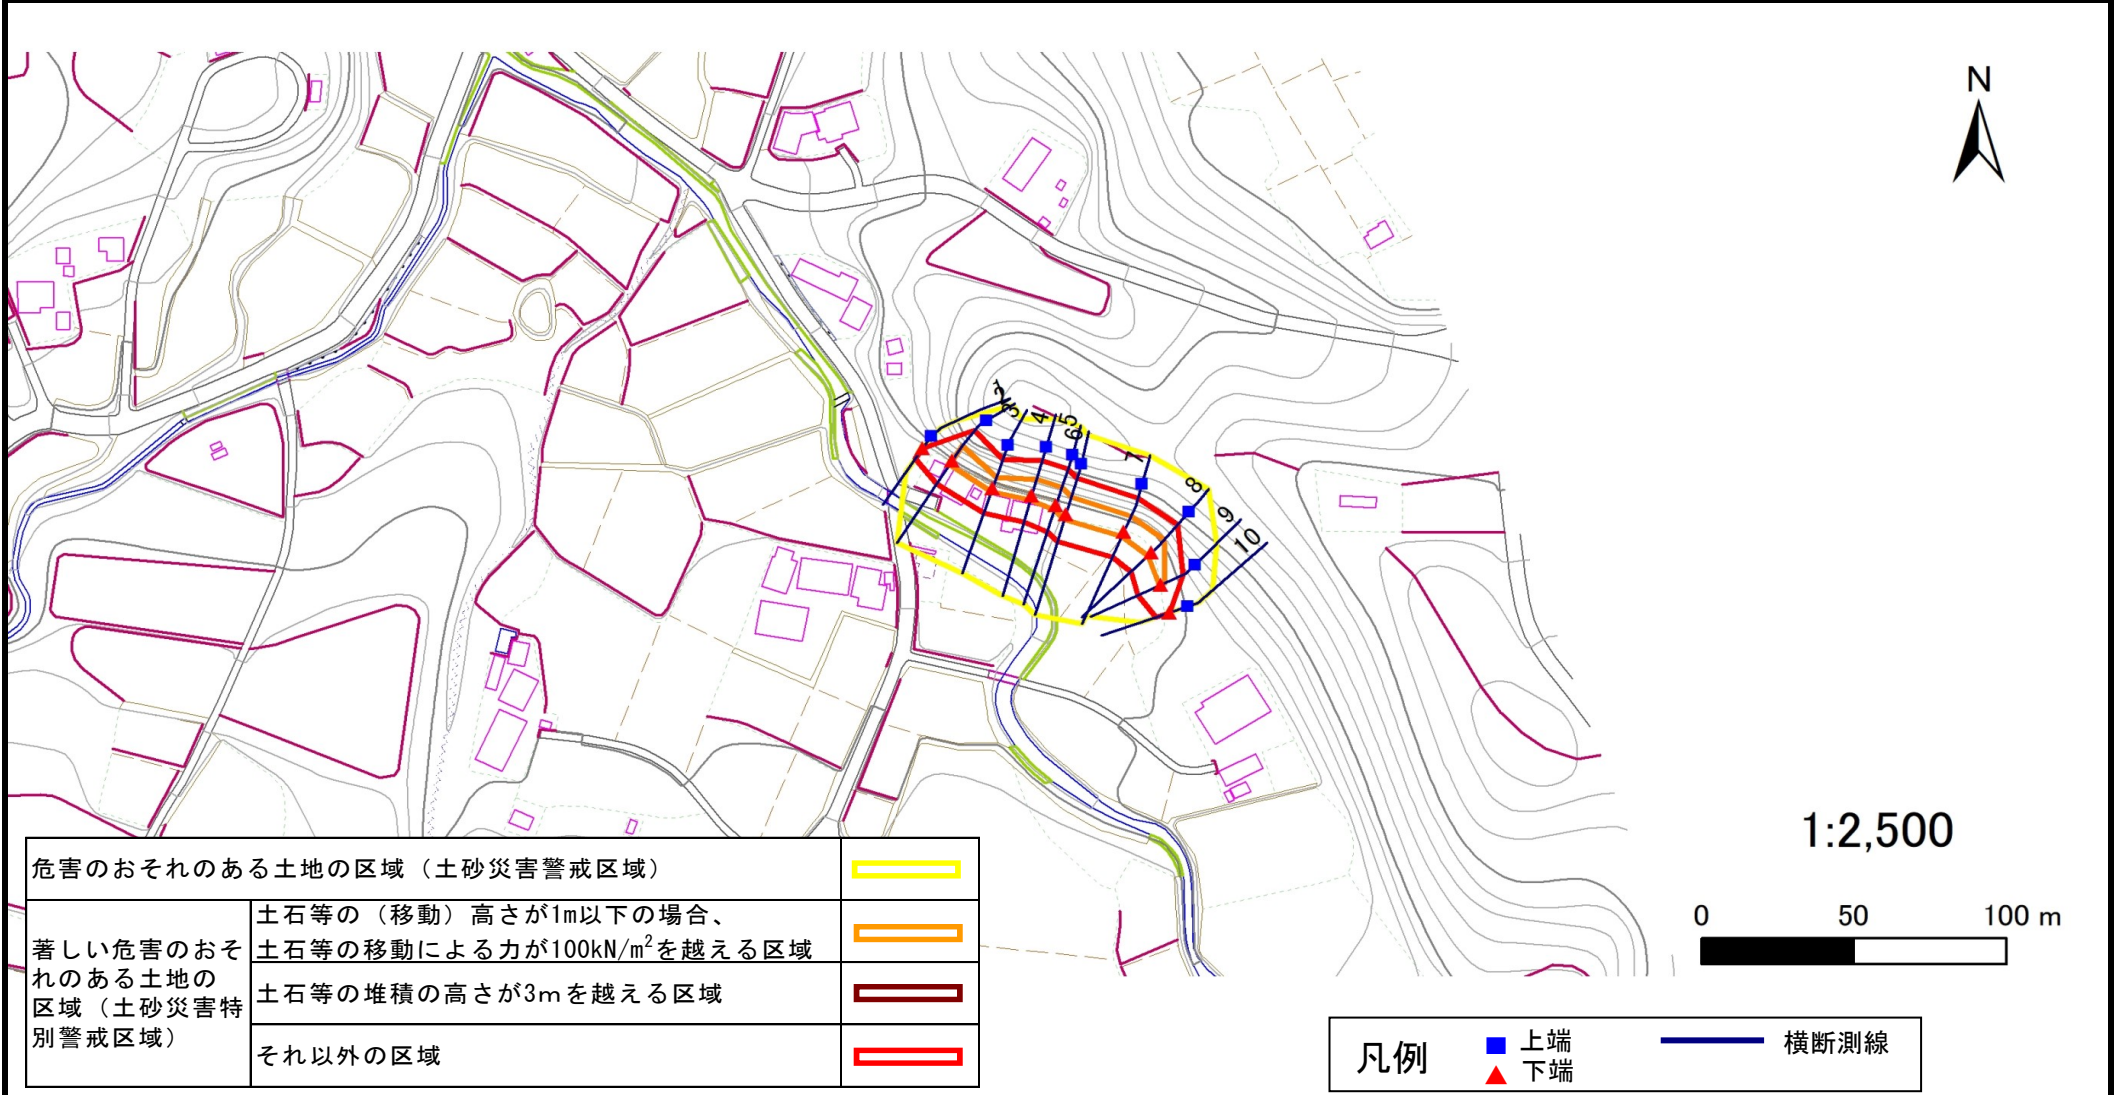 N
1
2
3
4
5
6
7
8
9
10
1:2,500
0 50 100 m
危害のおそれのある土地の区域（土砂災害警戒区域）
著しい危害のおそ
れのある土地の
区域（土砂災害特
別警戒区域）
土石等の（移動）高さが1m以下の場合、
土石等の移動による力が100kN/m²を越える区域
土石等の堆積の高さが3mを越える区域
それ以外の区域
凡例
上端
下端
横断測線